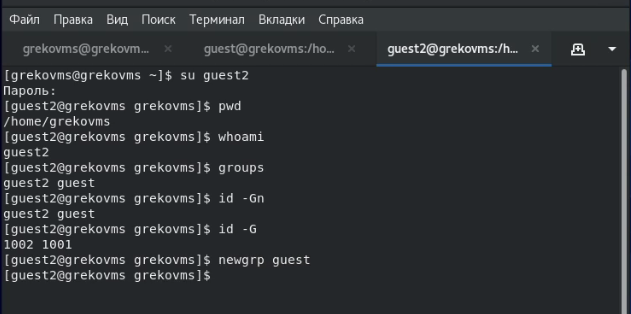 Файл Правка Вид Поиск Терминал Вкладки Справка
grekovms@grekovm... × guest@grekovms:/ho... × guest2@grekovms:/h... ×
[grekovms@grekovms ~]$ su guest2
Пароль:
[guest2@grekovms grekovms]$ pwd
/home/grekovms
[guest2@grekovms grekovms]$ whoami
guest2
[guest2@grekovms grekovms]$ groups
guest2 guest
[guest2@grekovms grekovms]$ id -Gn
guest2 guest
[guest2@grekovms grekovms]$ id -G
1002 1001
[guest2@grekovms grekovms]$ newgrp guest
[guest2@grekovms grekovms]$